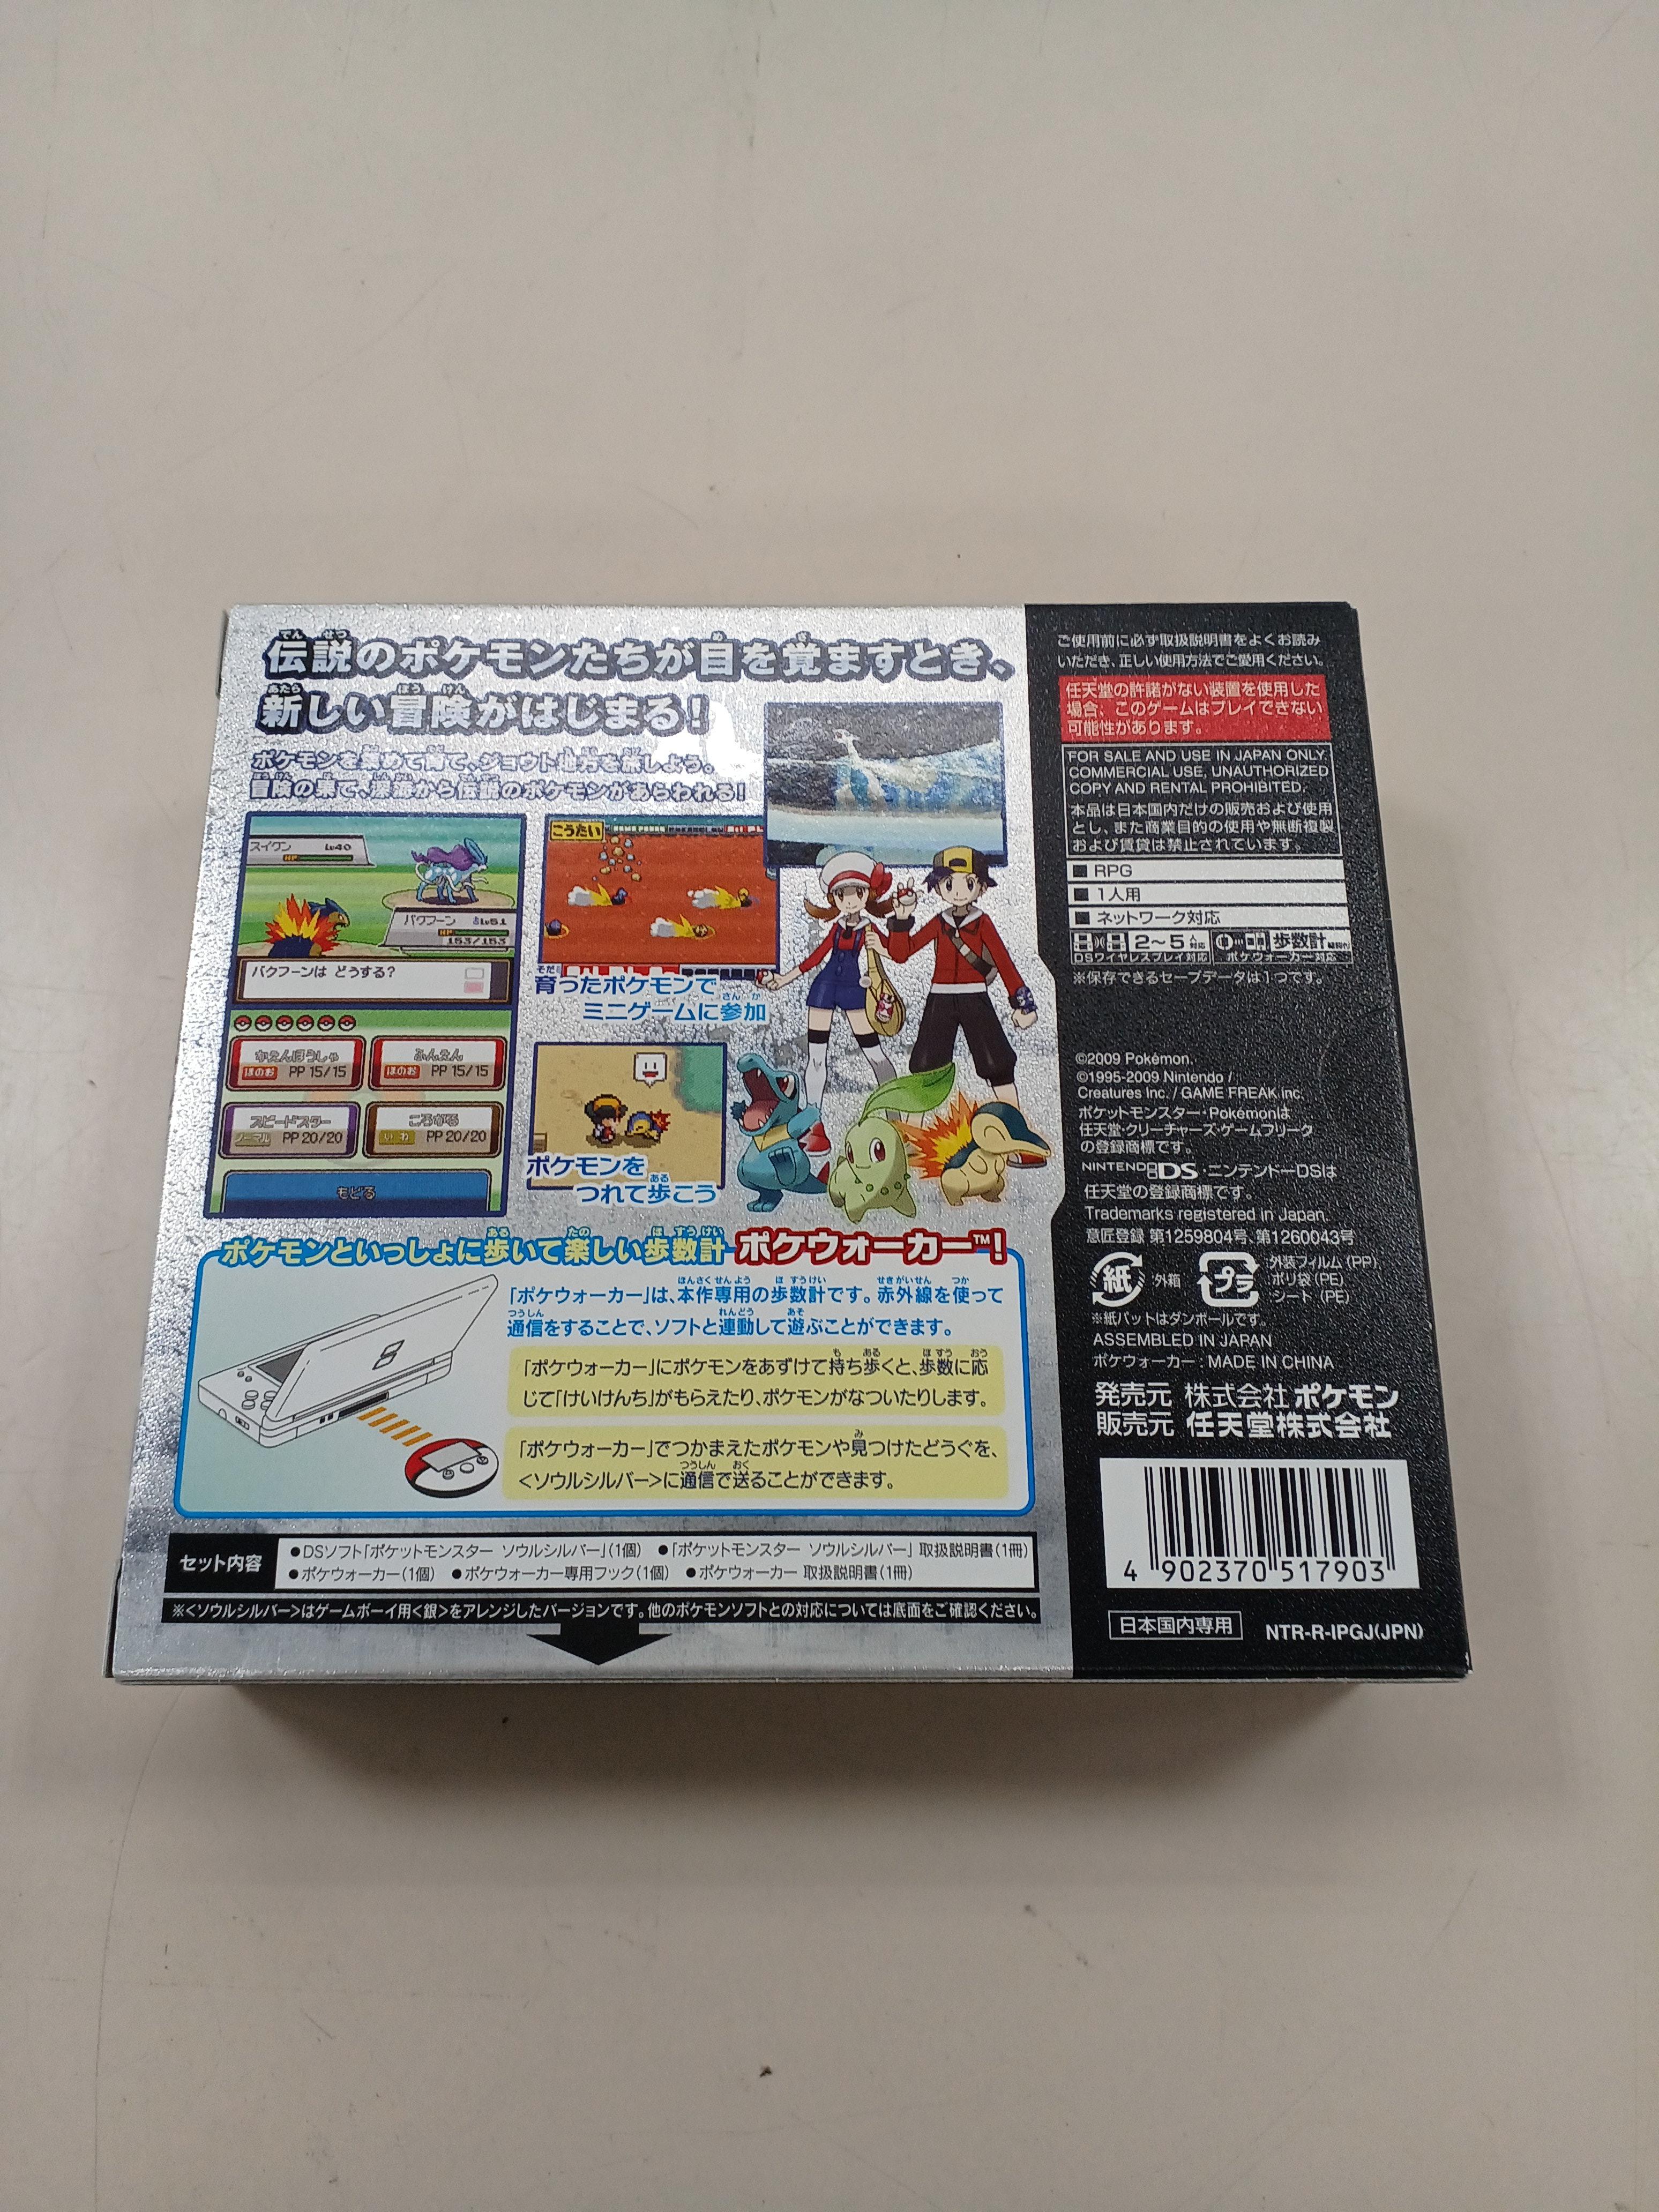 伝説のポケモンたちが目を覚ますとき、
新しい冒険がはじまる!
ポケモンを集めて育て、ジョウト地方を旅しよう。
冒険の果て、深淵から伝説のポケモンがあらわれる!
スイクン Lv40
HP
バクフーン ♂Lv51
HP
153/153
バクフーンは どうする?
かえんほうしゃ
ほのお PP 15/15
ふんえん
ほのお PP 15/15
スピードスター
ノーマル PP 20/20
ころがる
いわ PP 20/20
もどる
こうたい
育ったポケモンで
ミニゲームに参加
ポケモンを
つれて歩こう
ポケモンといっしょに歩いて楽しい歩数計 ポケウォーカー™!
「ポケウォーカー」は、本作専用の歩数計です。赤外線を使って
通信をすることで、ソフトと連動して遊ぶことができます。
「ポケウォーカー」にポケモンをあずけて持ち歩くと、歩数に応
じて「けいけんち」がもらえたり、ポケモンがなついたりします。
「ポケウォーカー」でつかまえたポケモンや見つけたどうぐを、
<ソウルシルバー>に通信で送ることができます。
セット内容
●DSソフト「ポケットモンスター ソウルシルバー」(1個) ●「ポケットモンスター ソウルシルバー」取扱説明書(1冊)
●ポケウォーカー(1個) ●ポケウォーカー専用フック(1個) ●ポケウォーカー 取扱説明書(1冊)
※<ソウルシルバー>はゲームボーイ用<銀>をアレンジしたバージョンです。他のポケモンソフトとの対応については底面をご確認ください。
ご使用前に必ず取扱説明書をよくお読み
いただき、正しい使用方法でご愛用ください。
任天堂の許諾がない装置を使用した
場合、このゲームはプレイできない
可能性があります。
FOR SALE AND USE IN JAPAN ONLY.
COMMERCIAL USE, UNAUTHORIZED
COPY AND RENTAL PROHIBITED.
本品は日本国内だけの販売および使用
とし、また商業目的の使用や無断複製
および賃貸は禁止されています。
■ RPG
■ 1人用
■ ネットワーク対応
2〜5人対応 歩数計
DSワイヤレスプレイ対応 ポケウォーカー対応
※保存できるセーブデータは1つです。
©2009 Pokémon.
©1995-2009 Nintendo /
Creatures Inc. / GAME FREAK inc.
ポケットモンスター・Pokémonは
任天堂・クリーチャーズ・ゲームフリーク
の登録商標です。
NINTENDO DS・ニンテンドーDSは
任天堂の登録商標です。
Trademarks registered in Japan.
意匠登録 第1259804号、第1260043号
紙 外箱 プラ 外装フィルム (PP)
ポリ袋 (PE)
シート (PE)
※紙パットはダンボールです。
ASSEMBLED IN JAPAN
ポケウォーカー : MADE IN CHINA
発売元 株式会社 ポケモン
販売元 任天堂株式会社
4 902370 517903
日本国内専用 NTR-R-IPGJ(JPN)